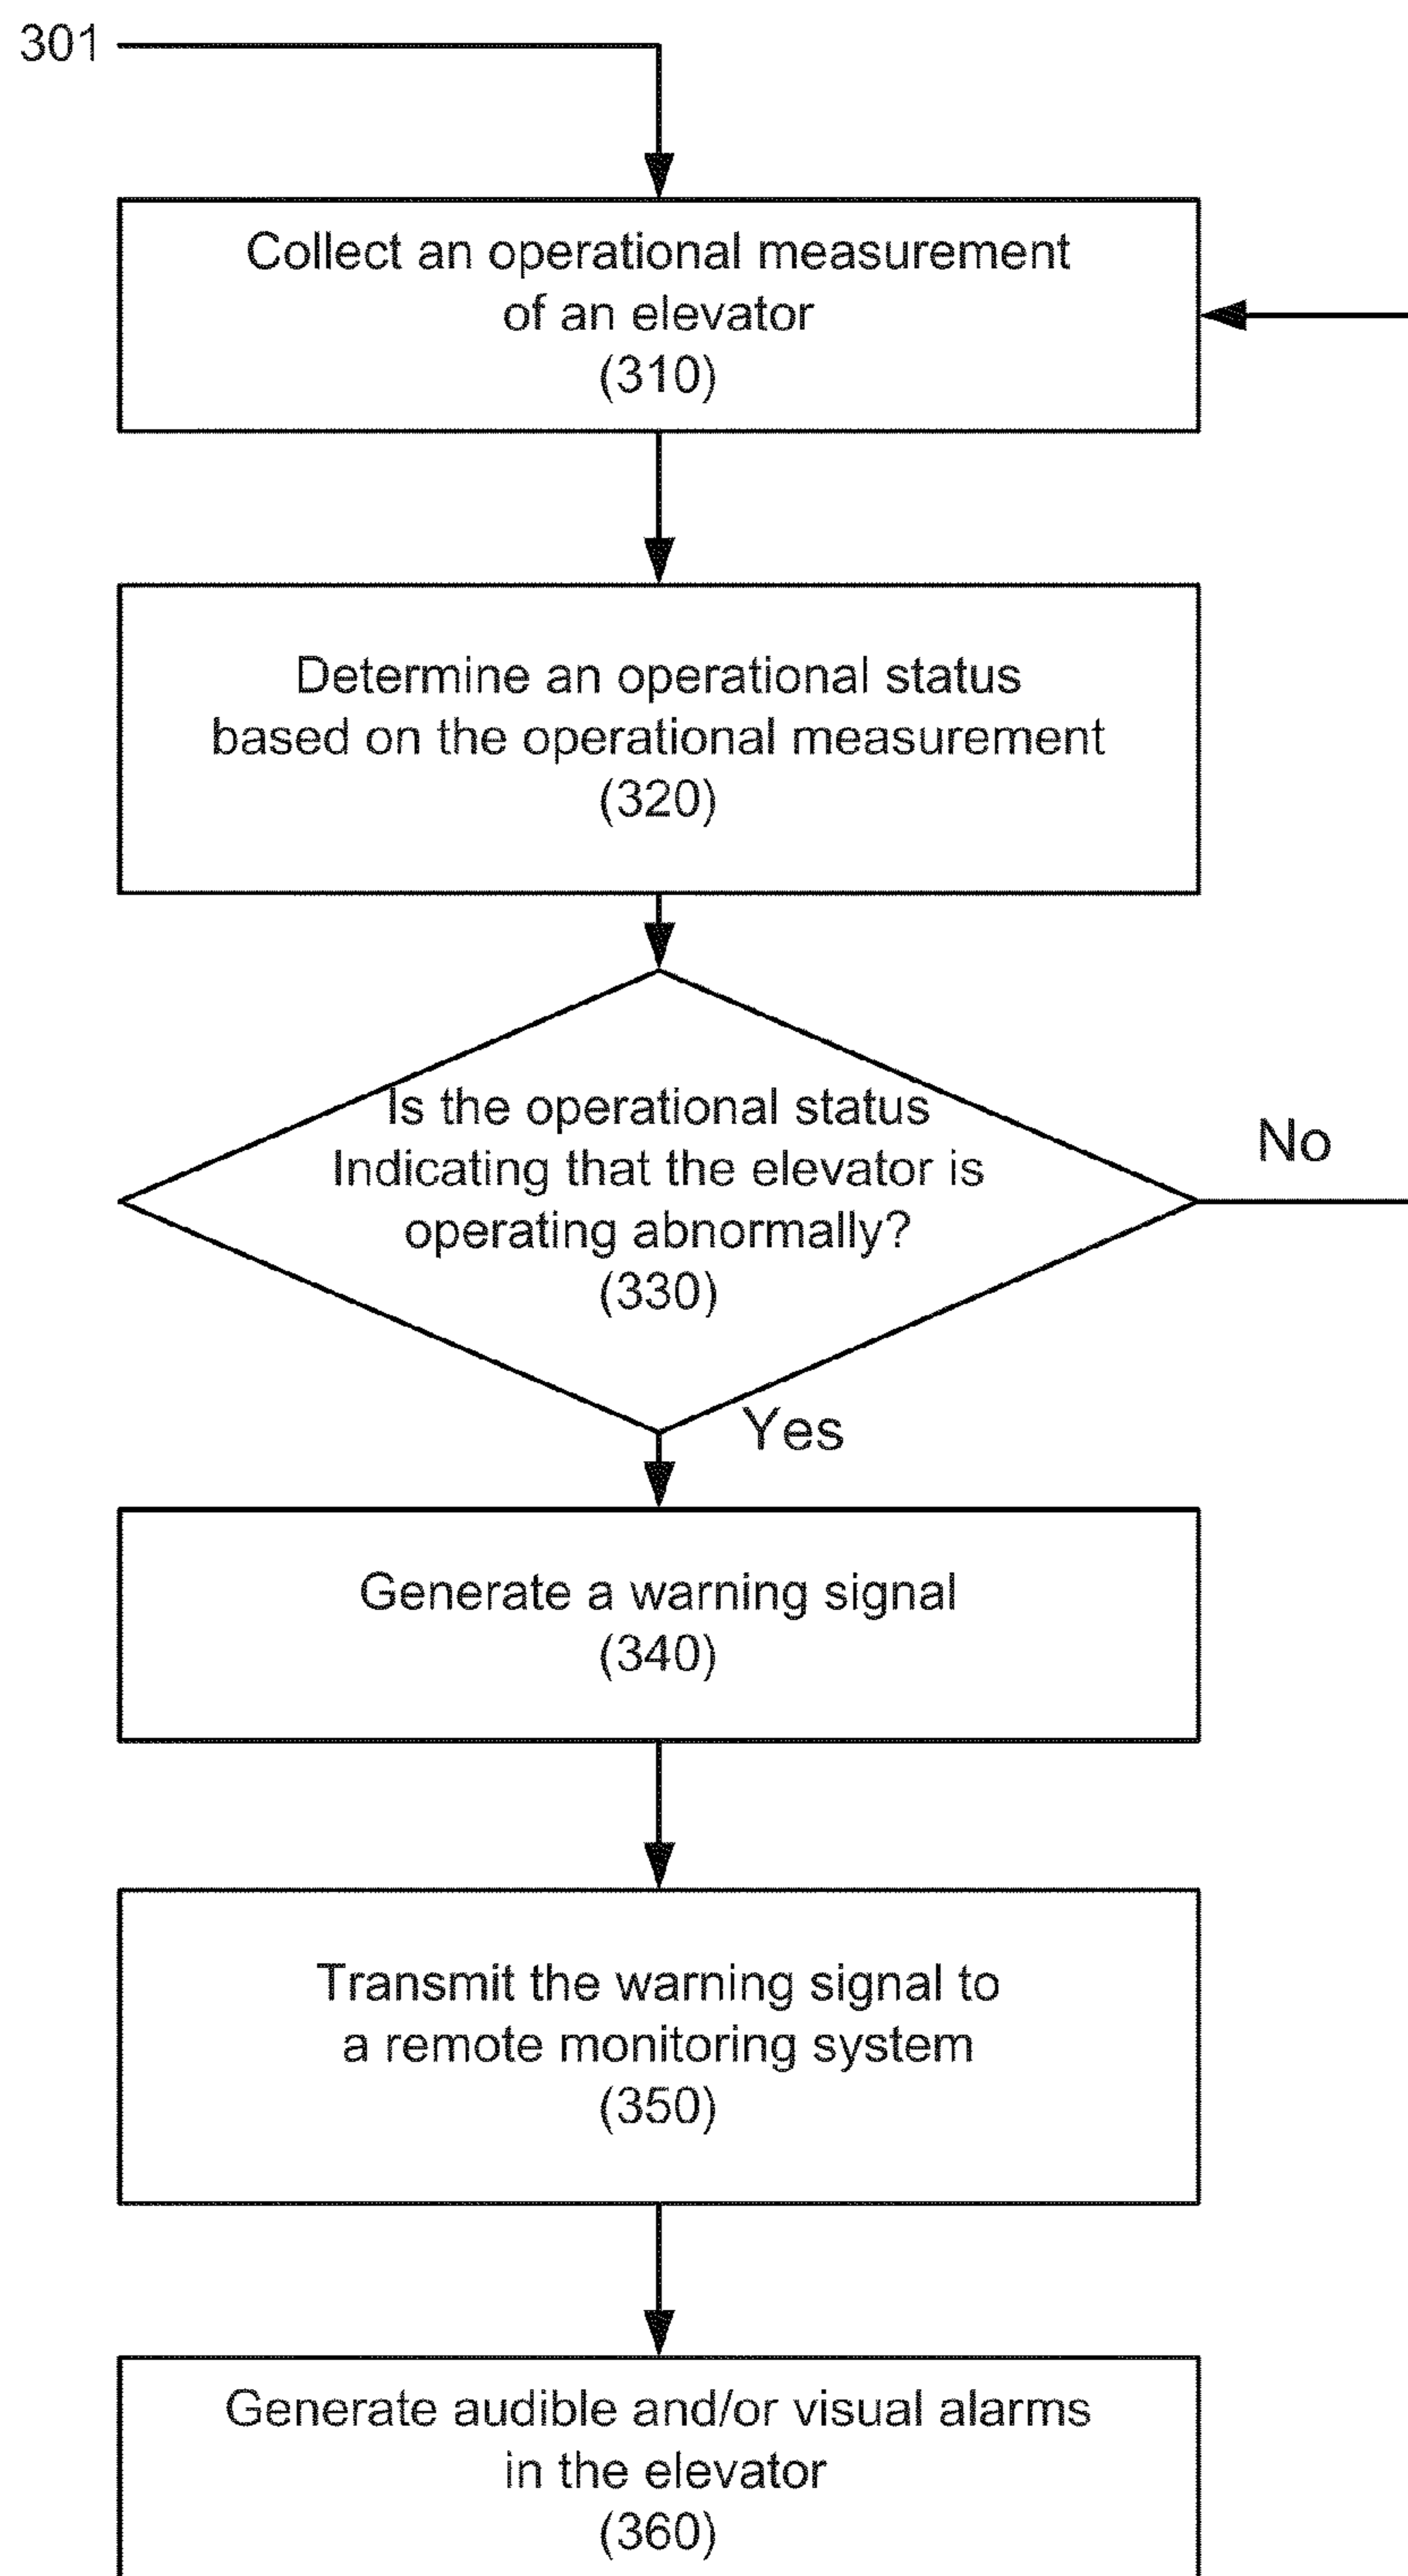 301
Collect an operational measurement
of an elevator
(310)
Determine an operational status
based on the operational measurement
(320)
Is the operational status
Indicating that the elevator is
operating abnormally?
(330)
No
Yes
Generate a warning signal
(340)
Transmit the warning signal to
a remote monitoring system
(350)
Generate audible and/or visual alarms
in the elevator
(360)